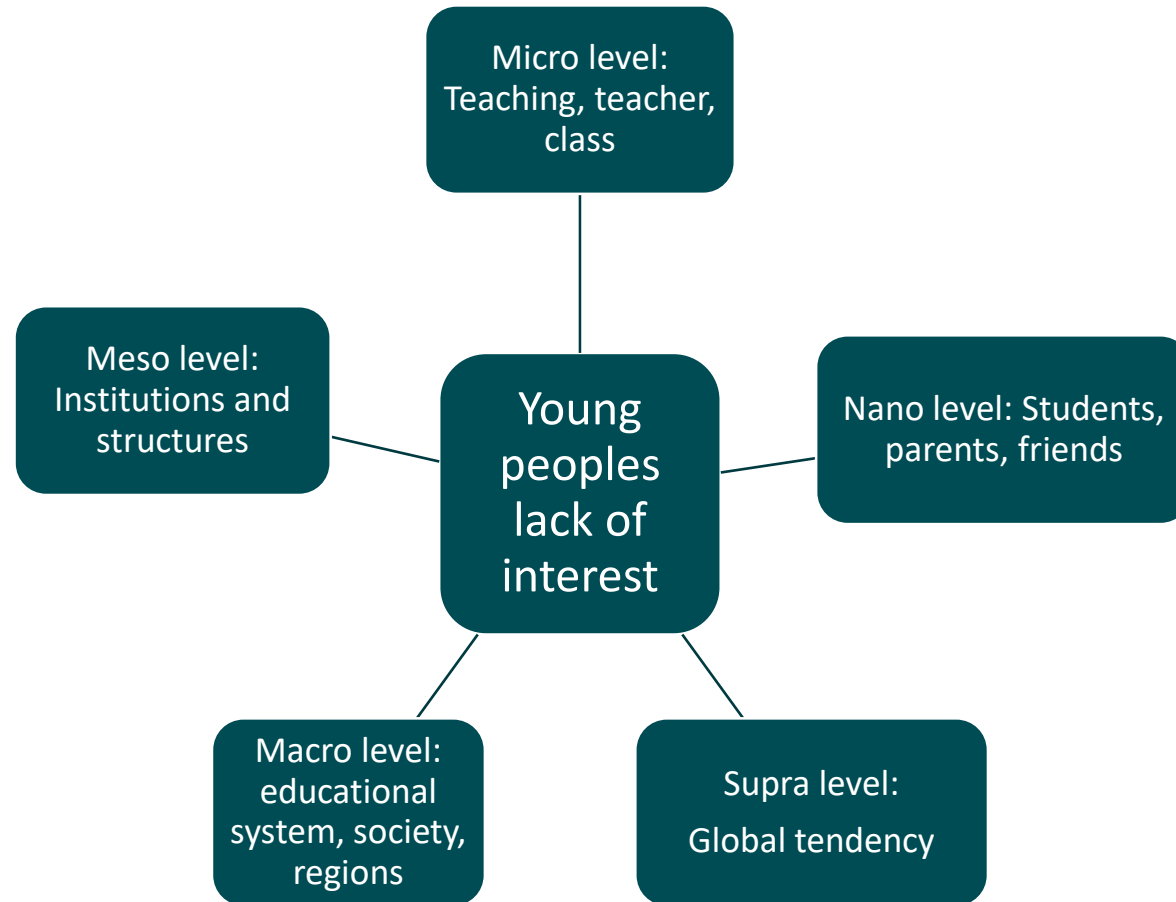 Micro level:
Teaching, teacher,
class
Meso level:
Institutions and
structures
Young
peoples
lack of
interest
Nano level: Students,
parents, friends
Macro level:
educational
system, society,
regions
Supra level:
Global tendency